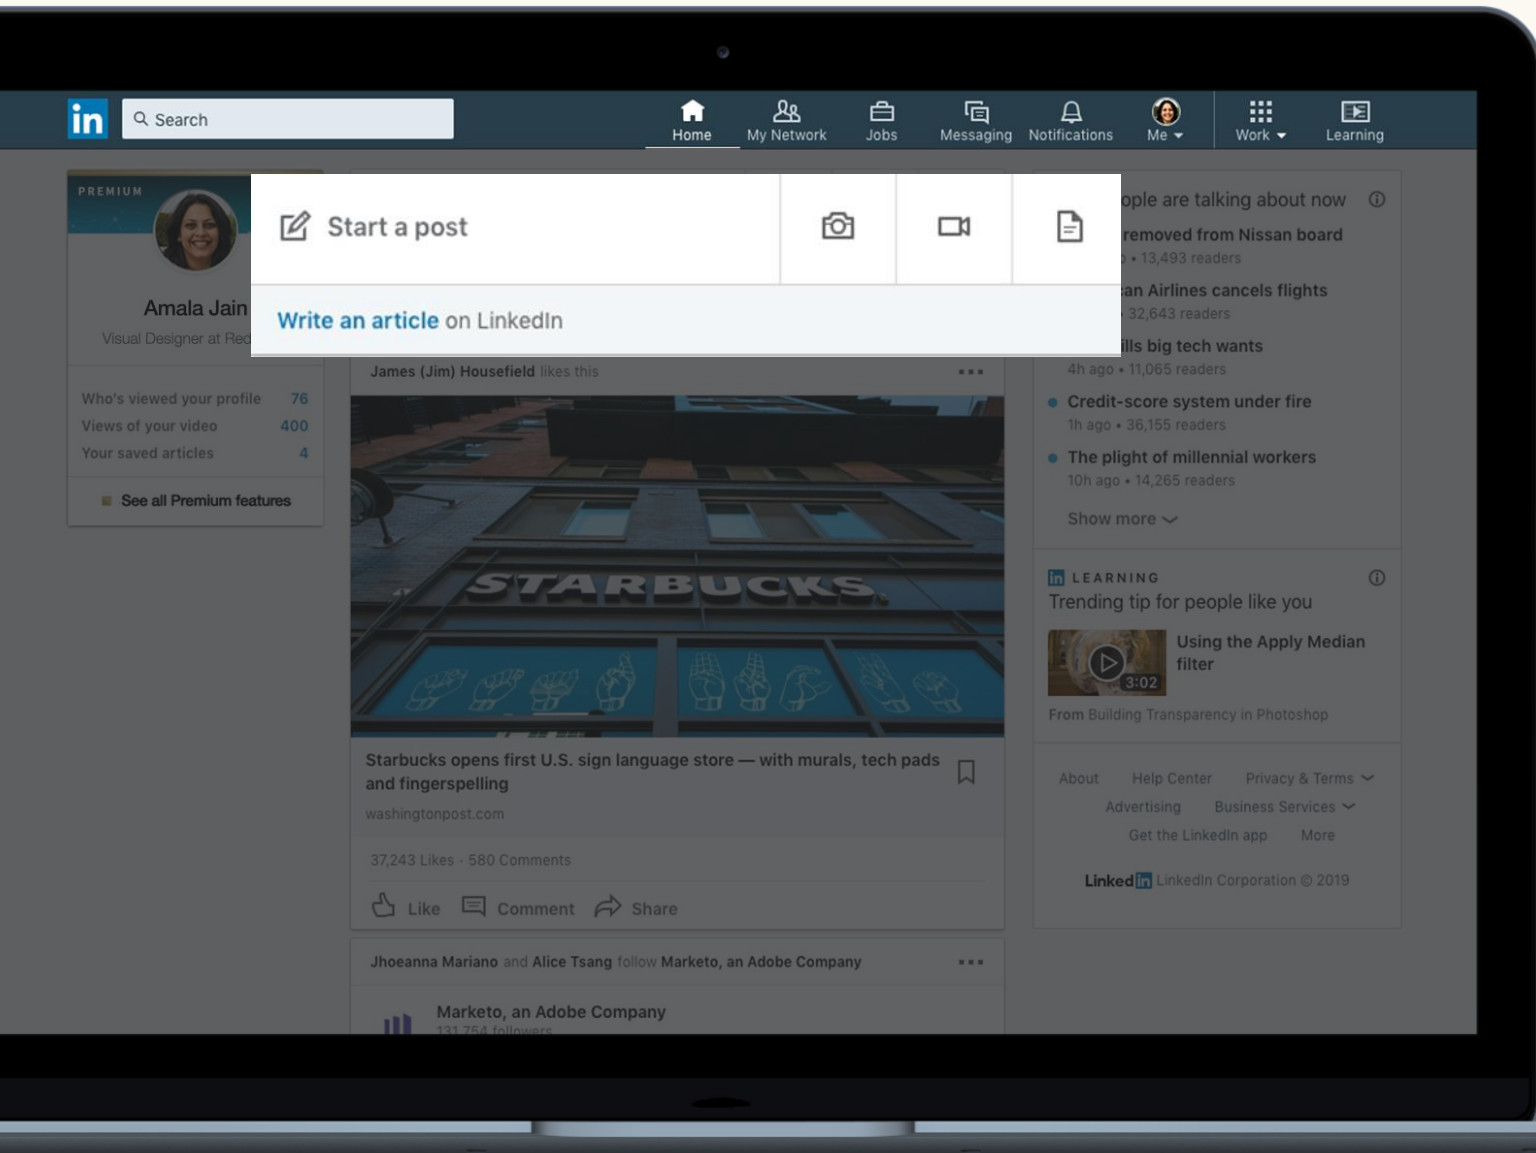 in
Search
Home
My Network
Jobs
Messaging
Notifications
Me
Work
Learning
PREMIUM
Amala Jain
Visual Designer at Red
Who's viewed your profile 76
Views of your video 400
Your saved articles 4
See all Premium features
Start a post
Write an article on LinkedIn
James (Jim) Housefield likes this
STARBUCKS.
Starbucks opens first U.S. sign language store — with murals, tech pads
and fingerspelling
washingtonpost.com
37,243 Likes · 580 Comments
Like
Comment
Share
Jhoeanna Mariano and Alice Tsang follow Marketo, an Adobe Company
Marketo, an Adobe Company
131,754 followers
are talking about now
removed from Nissan board
• 13,493 readers
Airlines cancels flights
• 32,643 readers
big tech wants
4h ago • 11,065 readers
Credit-score system under fire
1h ago • 36,155 readers
The plight of millennial workers
10h ago • 14,265 readers
Show more
in LEARNING
Trending tip for people like you
3:02
Using the Apply Median
filter
From Building Transparency in Photoshop
About Help Center Privacy & Terms
Advertising Business Services
Get the LinkedIn app More
Linked in LinkedIn Corporation © 2019